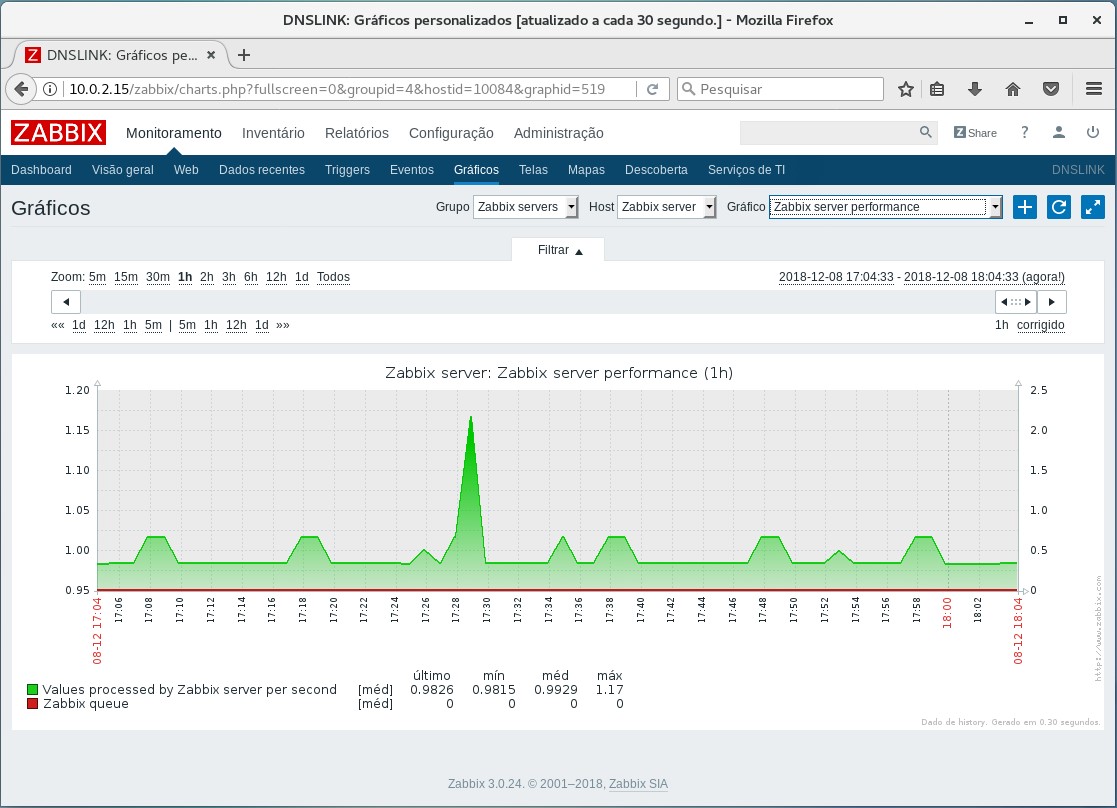 DNSLINK: Gráficos personalizados [atualizado a cada 30 segundo.] - Mozilla Firefox
DNSLINK: Gráficos pe...
10.0.2.15/zabbix/charts.php?fullscreen=0&groupid=4&hostid=10084&graphid=519
Pesquisar
ZABBIX Monitoramento Inventário Relatórios Configuração Administração Z Share ?
Dashboard Visão geral Web Dados recentes Triggers Eventos Gráficos Telas Mapas Descoberta Serviços de TI DNSLINK
Gráficos Grupo Zabbix servers Host Zabbix server Gráfico Zabbix server performance
Filtrar
Zoom: 5m 15m 30m 1h 2h 3h 6h 12h 1d Todos 2018-12-08 17:04:33 - 2018-12-08 18:04:33 (agora!)
«« 1d 12h 1h 5m | 5m 1h 12h 1d »» 1h corrigido
Zabbix server: Zabbix server performance (1h)
1.20 2.5
1.15 2.0
1.10 1.5
1.05 1.0
1.00 0.5
0.95 0
08-12 17:04 17:06 17:08 17:10 17:12 17:14 17:16 17:18 17:20 17:22 17:24 17:26 17:28 17:30 17:32 17:34 17:36 17:38 17:40 17:42 17:44 17:46 17:48 17:50 17:52 17:54 17:56 17:58 18:00 18:02 08-12 18:04
http://www.zabbix.com
último mín méd máx
Values processed by Zabbix server per second [méd] 0.9826 0.9815 0.9929 1.17
Zabbix queue [méd] 0 0 0 0
Dado de history. Gerado em 0.30 segundos.
Zabbix 3.0.24. © 2001–2018, Zabbix SIA